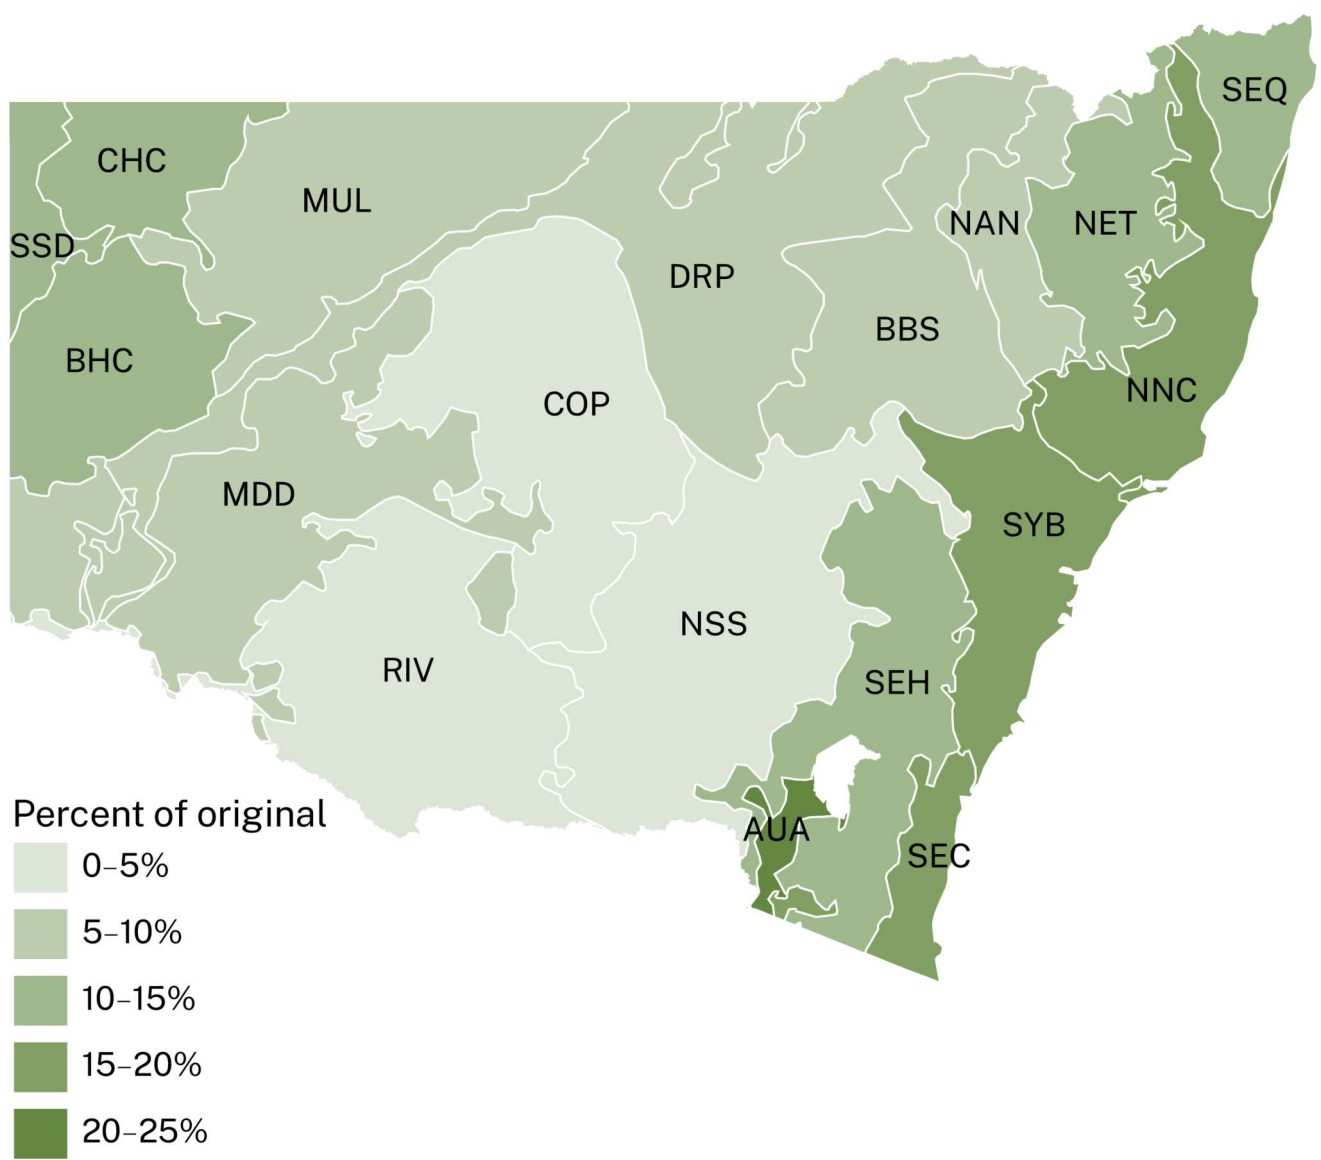 SEQ
CHC
MUL
NAN
NET
SSD
DRP
BBS
BHC
NNC
COP
MDD
SYB
NSS
RIV
SEH
Percent of original
AUA
SEC
0–5%
5–10%
10–15%
15–20%
20–25%